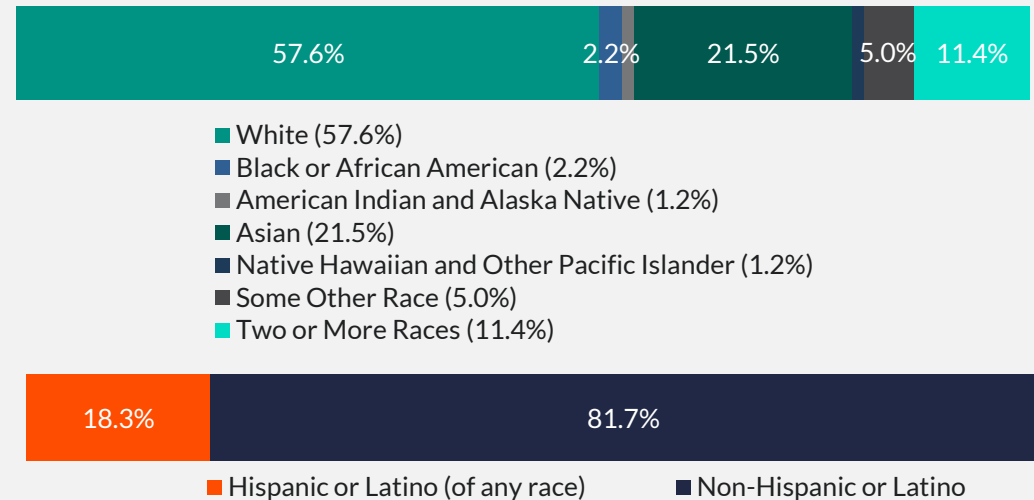 57.6% 2.2% 21.5% 5.0% 11.4%
White (57.6%)
Black or African American (2.2%)
American Indian and Alaska Native (1.2%)
Asian (21.5%)
Native Hawaiian and Other Pacific Islander (1.2%)
Some Other Race (5.0%)
Two or More Races (11.4%)
18.3% 81.7%
Hispanic or Latino (of any race) Non-Hispanic or Latino